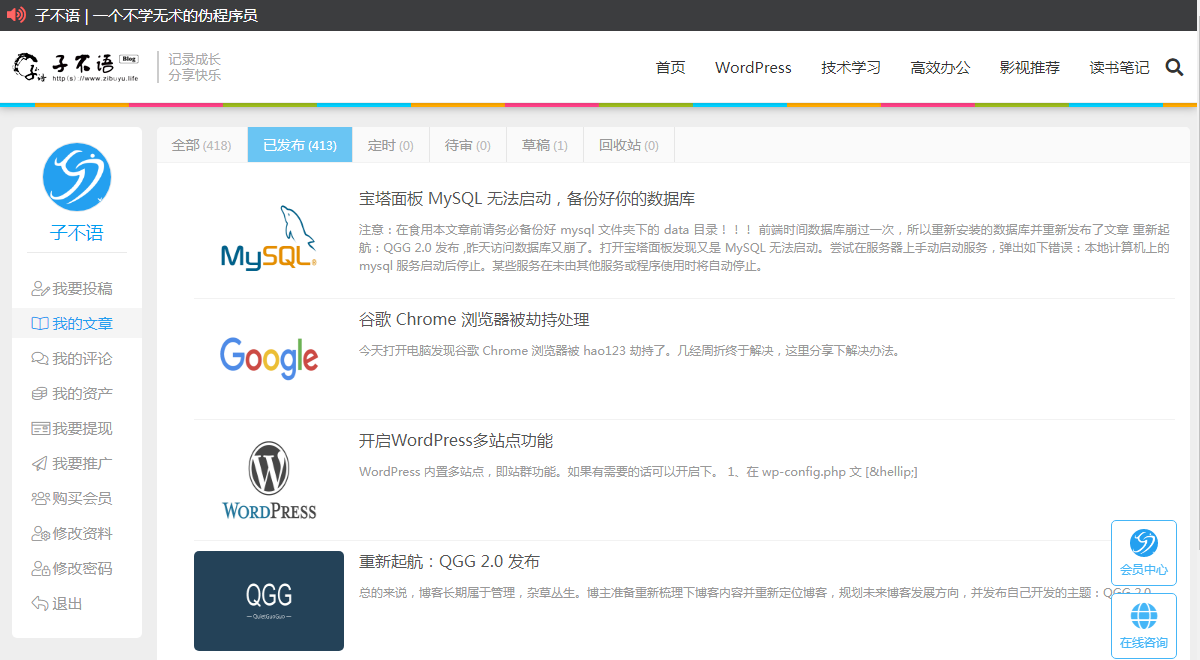 子不语 | 一个不学无术的伪程序员
子不语 Blog
http(s)://www.zibuyu.life
记录成长
分享快乐
首页 WordPress 技术学习 高效办公 影视推荐 读书笔记
子不语
我要投稿
我的文章
我的评论
我的资产
我要提现
我要推广
购买会员
修改资料
修改密码
退出
全部 (418) 已发布 (413) 定时 (0) 待审 (0) 草稿 (1) 回收站 (0)
MySQL®
宝塔面板 MySQL 无法启动，备份好你的数据库
注意：在食用本文章前请务必备份好 mysql 文件夹下的 data 目录！！！ 前端时间数据库崩过一次，所以重新安装的数据库并重新发布了文章 重新起
航：QGG 2.0 发布 ,昨天访问数据库又崩了。打开宝塔面板发现又是 MySQL 无法启动。尝试在服务器上手动启动服务，弹出如下错误：本地计算机上的
mysql 服务启动后停止。某些服务在未由其他服务或程序使用时将自动停止。
Google
谷歌 Chrome 浏览器被劫持处理
今天打开电脑发现谷歌 Chrome 浏览器被 hao123 劫持了。几经周折终于解决，这里分享下解决办法。
WORDPRESS
开启WordPress多站点功能
WordPress 内置多站点，即站群功能。如果有需要的话可以开启下。 1、在 wp-config.php 文 [&hellip;]
QGG
— QuietGuoGuo —
重新起航：QGG 2.0 发布
总的来说，博客长期属于管理，杂草丛生。博主准备重新梳理下博客内容并重新定位博客，规划未来博客发展方向，并发布自己开发的主题：QGG 2.0
会员中心
在线咨询